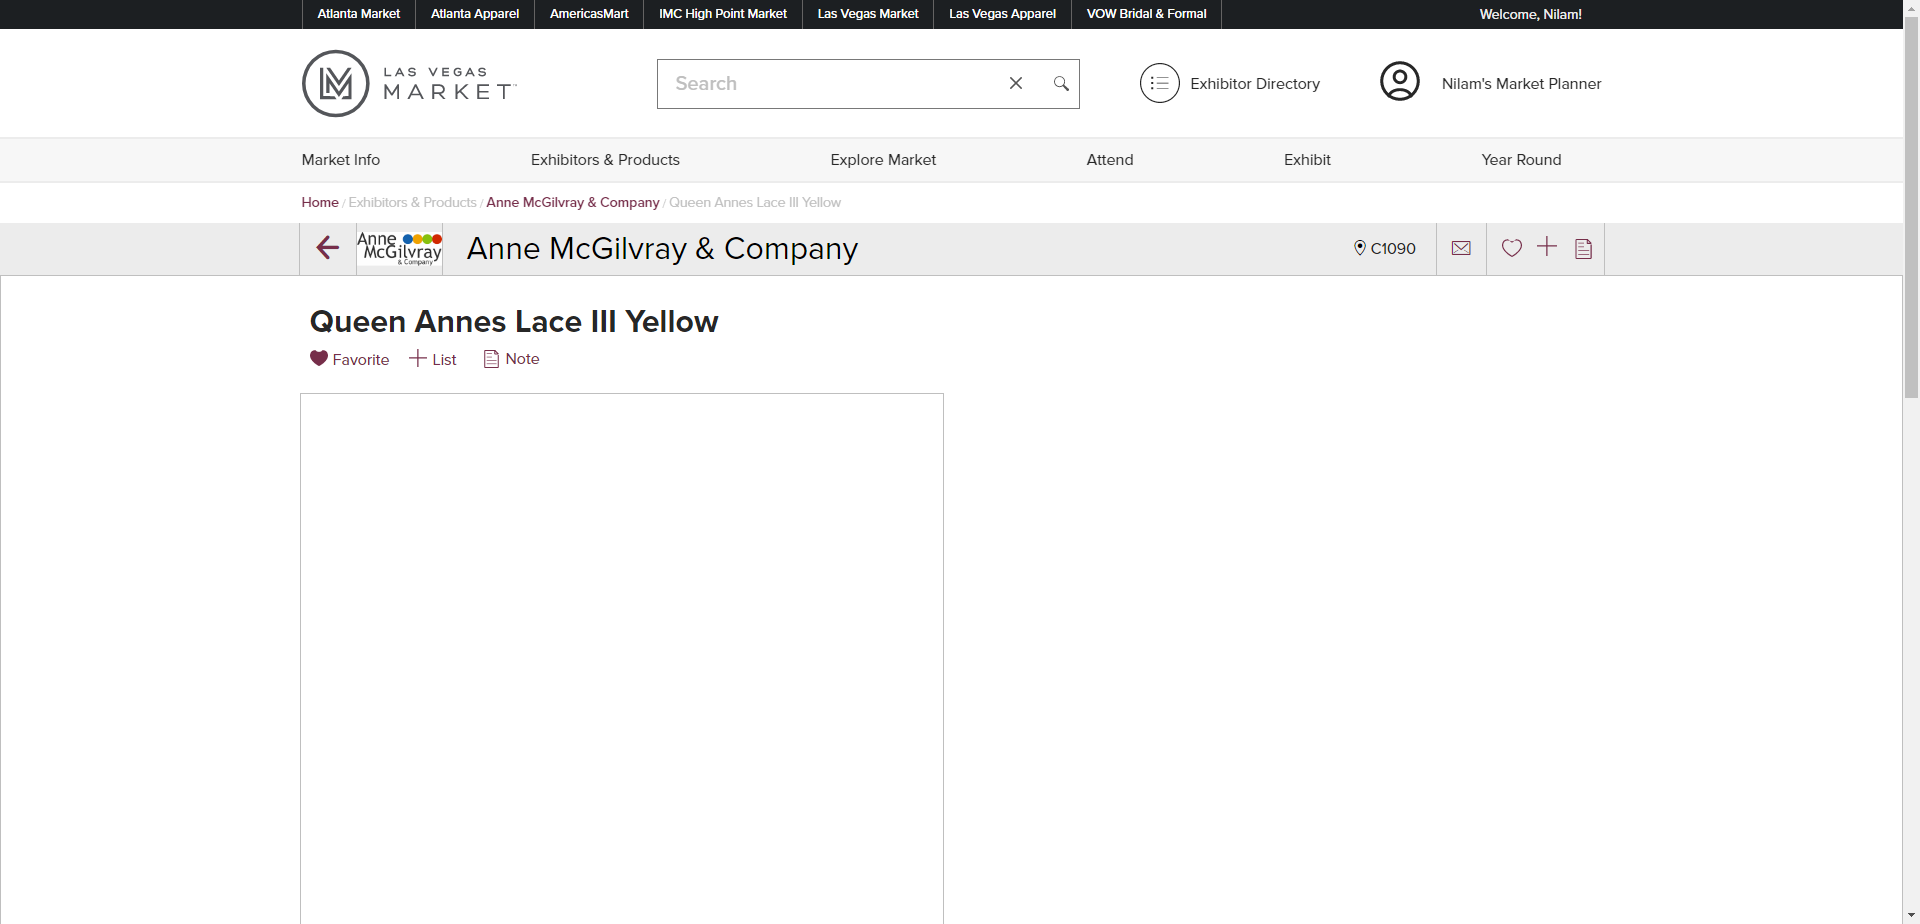 Atlanta Market Atlanta Apparel AmericasMart IMC High Point Market Las Vegas Market Las Vegas Apparel VOW Bridal & Formal Welcome, Nilam!
LM LAS VEGAS
MARKET
Search
Exhibitor Directory
Nilam's Market Planner
Market Info Exhibitors & Products Explore Market Attend Exhibit Year Round
Home / Exhibitors & Products / Anne McGilvray & Company / Queen Annes Lace III Yellow
Anne
McGilvray
& Company
Anne McGilvray & Company
C1090
Queen Annes Lace III Yellow
Favorite List Note